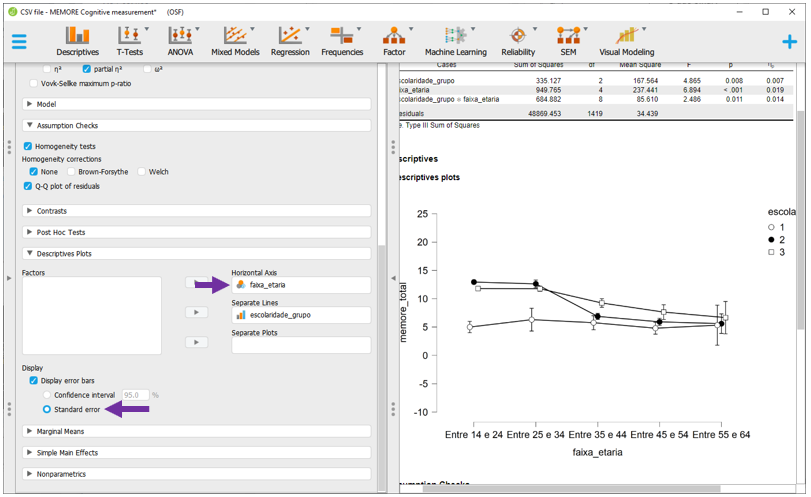 CSV file - MEMORE Cognitive measurement* (OSF)
Descriptives T-Tests ANOVA Mixed Models Regression Frequencies Factor Machine Learning Reliability SEM Visual Modeling
η² partial η² ω²
Vovk-Sellke maximum p-ratio
Model
Assumption Checks
Homogeneity tests
Homogeneity corrections
None Brown-Forsythe Welch
Q-Q plot of residuals
Contrasts
Post Hoc Tests
Descriptives Plots
Factors
Horizontal Axis
faixa_etaria
Separate Lines
escolaridade_grupo
Separate Plots
Display
Display error bars
Confidence interval 95.0 %
Standard error
Marginal Means
Simple Main Effects
Nonparametrics
Cases Sum of Squares df Mean Square F p
scolaridade_grupo 335.127 2 167.564 4.865 0.008 0.007
aixa_etaria 949.765 4 237.441 6.894 < .001 0.019
scolaridade_grupo ✻ faixa_etaria 684.882 8 85.610 2.486 0.011 0.014
esiduals 48869.453 1419 34.439
e. Type III Sum of Squares
scriptives
escriptives plots
25
20
15
10
5
0
-5
-10
memore_total
Entre 14 e 24 Entre 25 e 34 Entre 35 e 44 Entre 45 e 54 Entre 55 e 64
faixa_etaria
escola
1
2
3